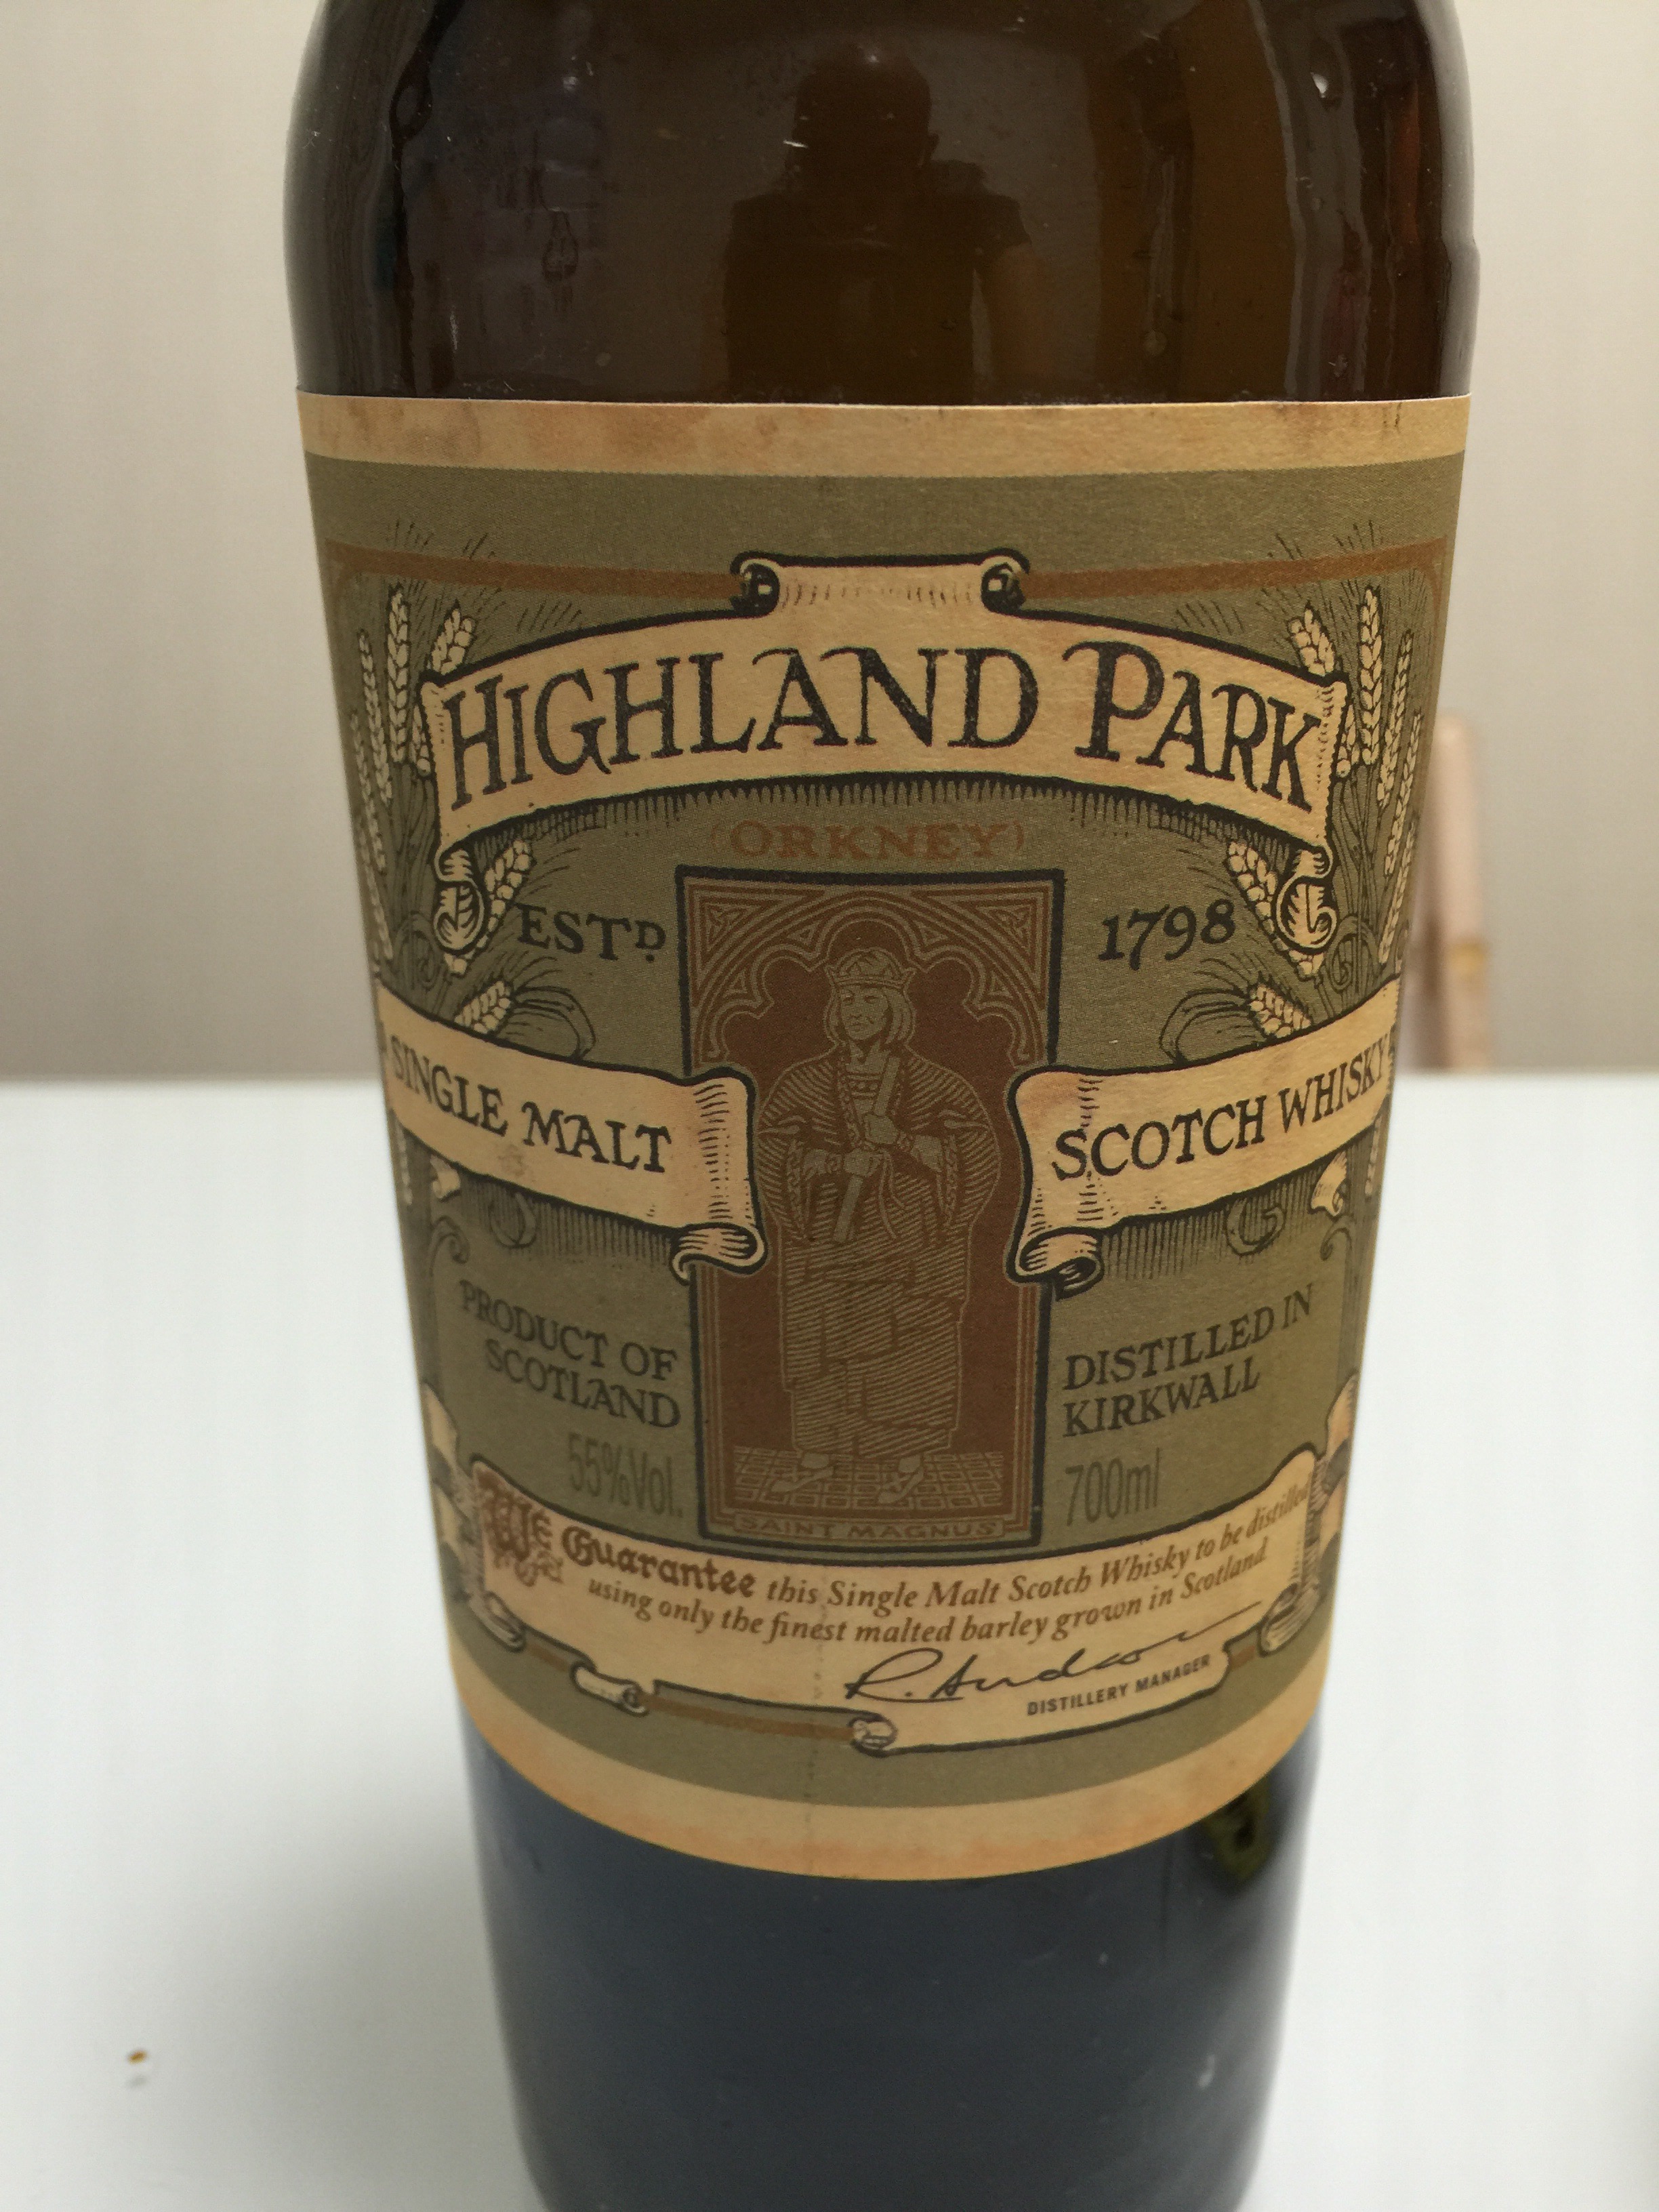 HIGHLAND PARK
(ORKNEY)
ESTD. 1798
SINGLE MALT
SCOTCH WHISKY
PRODUCT OF
SCOTLAND
55%Vol.
DISTILLED IN
KIRKWALL
700ml
SAINT MAGNUS
We Guarantee this Single Malt Scotch Whisky to be distilled
using only the finest malted barley grown in Scotland
R. Anderson
DISTILLERY MANAGER